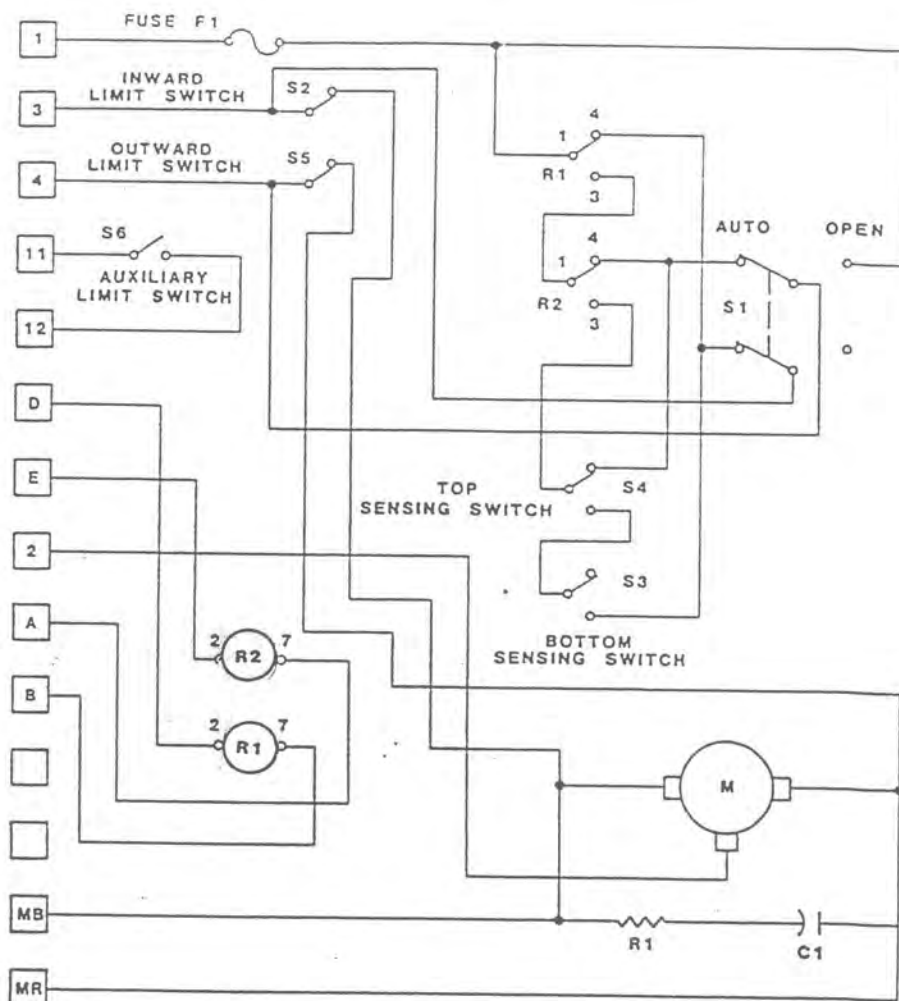 FUSE F1
1
INWARD
LIMIT SWITCH
S2
3
OUTWARD
LIMIT SWITCH
S5
4
S6
11
AUXILIARY
LIMIT SWITCH
12
D
E
2
A
B
MB
MR
4
1
R1
3
4
1
R2
3
AUTO
OPEN
S1
TOP
SENSING SWITCH
S4
S3
BOTTOM
SENSING SWITCH
2
R2
7
2
R1
7
M
R1
C1